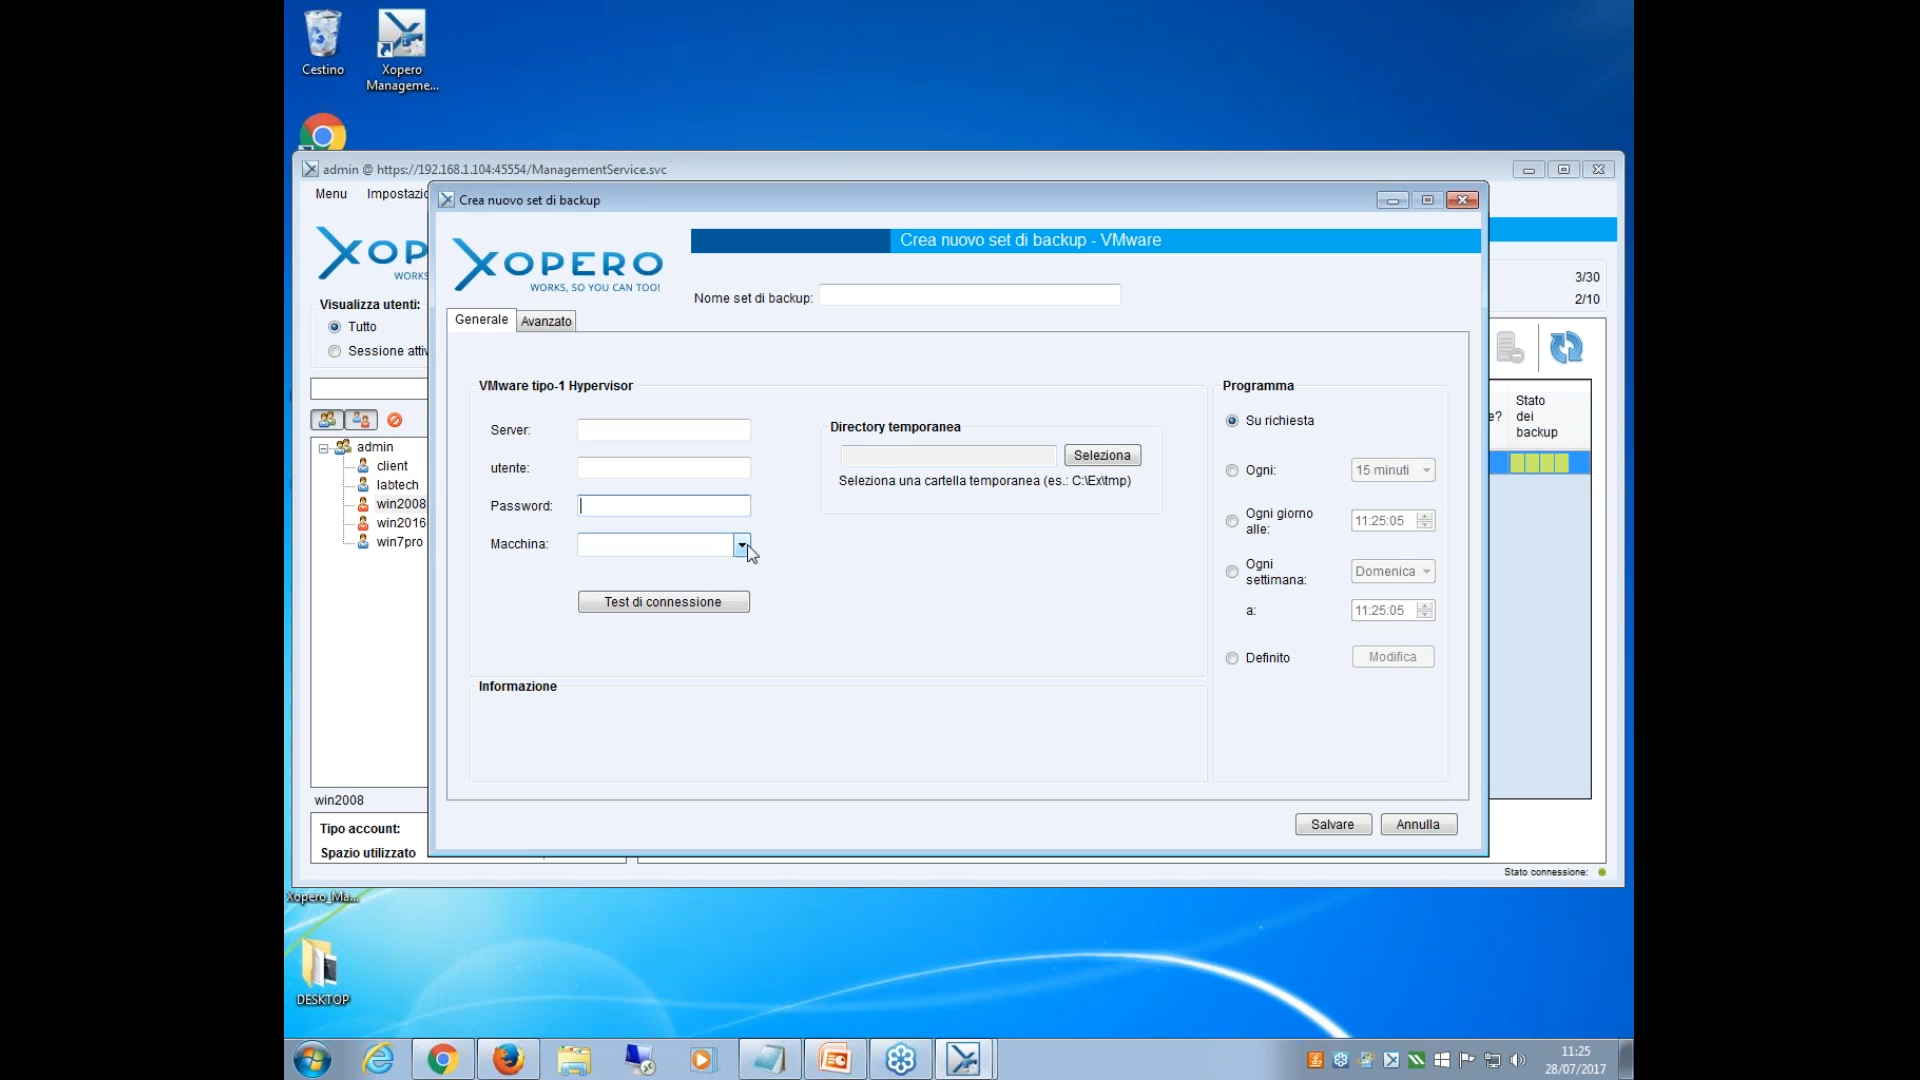 Cestino
Xopero
Manageme...
admin @ https://192.168.1.104:45554/ManagementService.svc
Menu
Crea nuovo set di backup
XOPERO
WORKS, SO YOU CAN TOO!
Crea nuovo set di backup - VMware
Nome set di backup:
3/30
2/10
Visualizza utenti:
Tutto
Generale
Avanzato
VMware tipo-1 Hypervisor
Server:
utente:
Password:
Macchina:
Test di connessione
Directory temporanea
Seleziona
Seleziona una cartella temporanea (es.: C:\Ex\tmp)
Programma
Su richiesta
Ogni:
15 minuti
Ogni giorno
alle:
11:25:05
Ogni
settimana:
Domenica
a:
11:25:05
Definito
Modifica
Stato
dei
backup
admin
client
labtech
win2008
win2016
win7pro
Informazione
win2008
Tipo account:
Spazio utilizzato
Salvare
Annulla
Stato connessione:
Xopero_Ma...
DESKTOP
11:25
28/07/2017